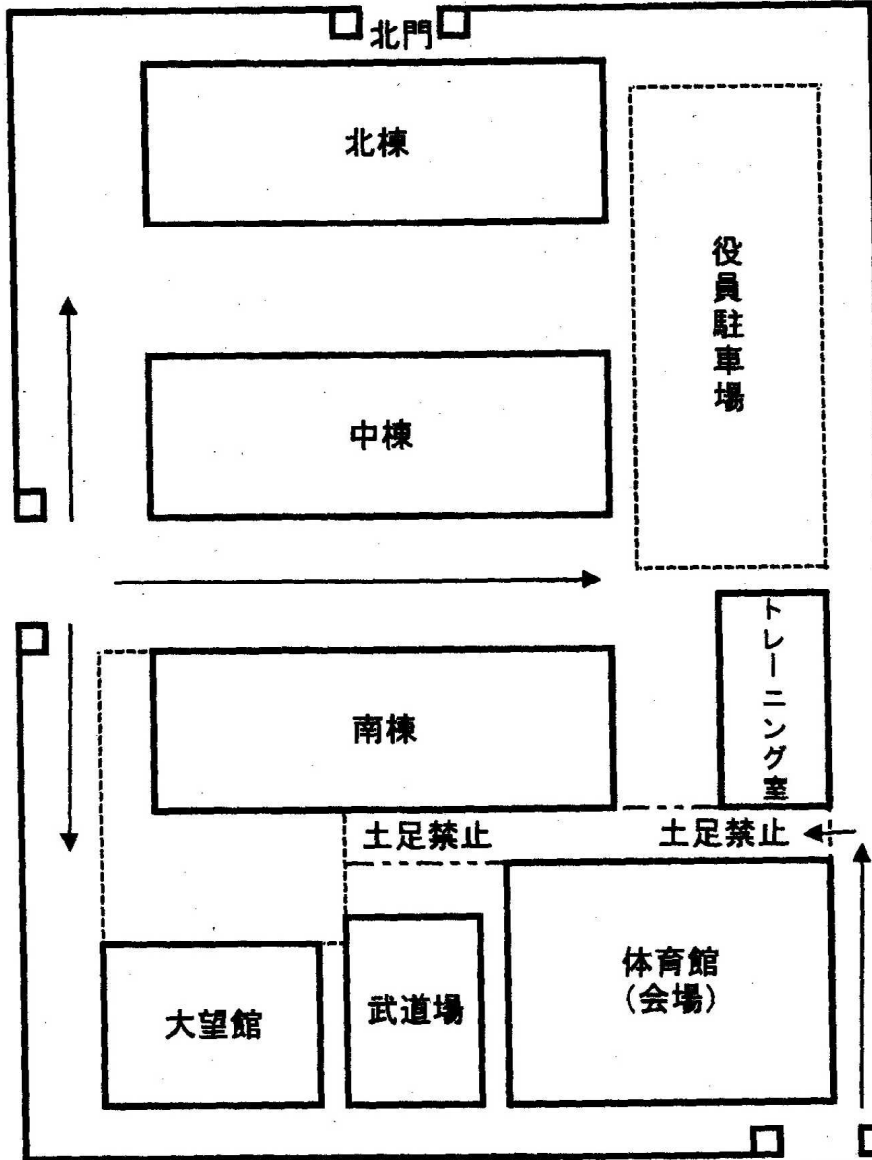 北門
北棟
役員駐車場
中棟
トレーニング室
南棟
土足禁止
土足禁止
体育館
(会場)
武道場
大望館